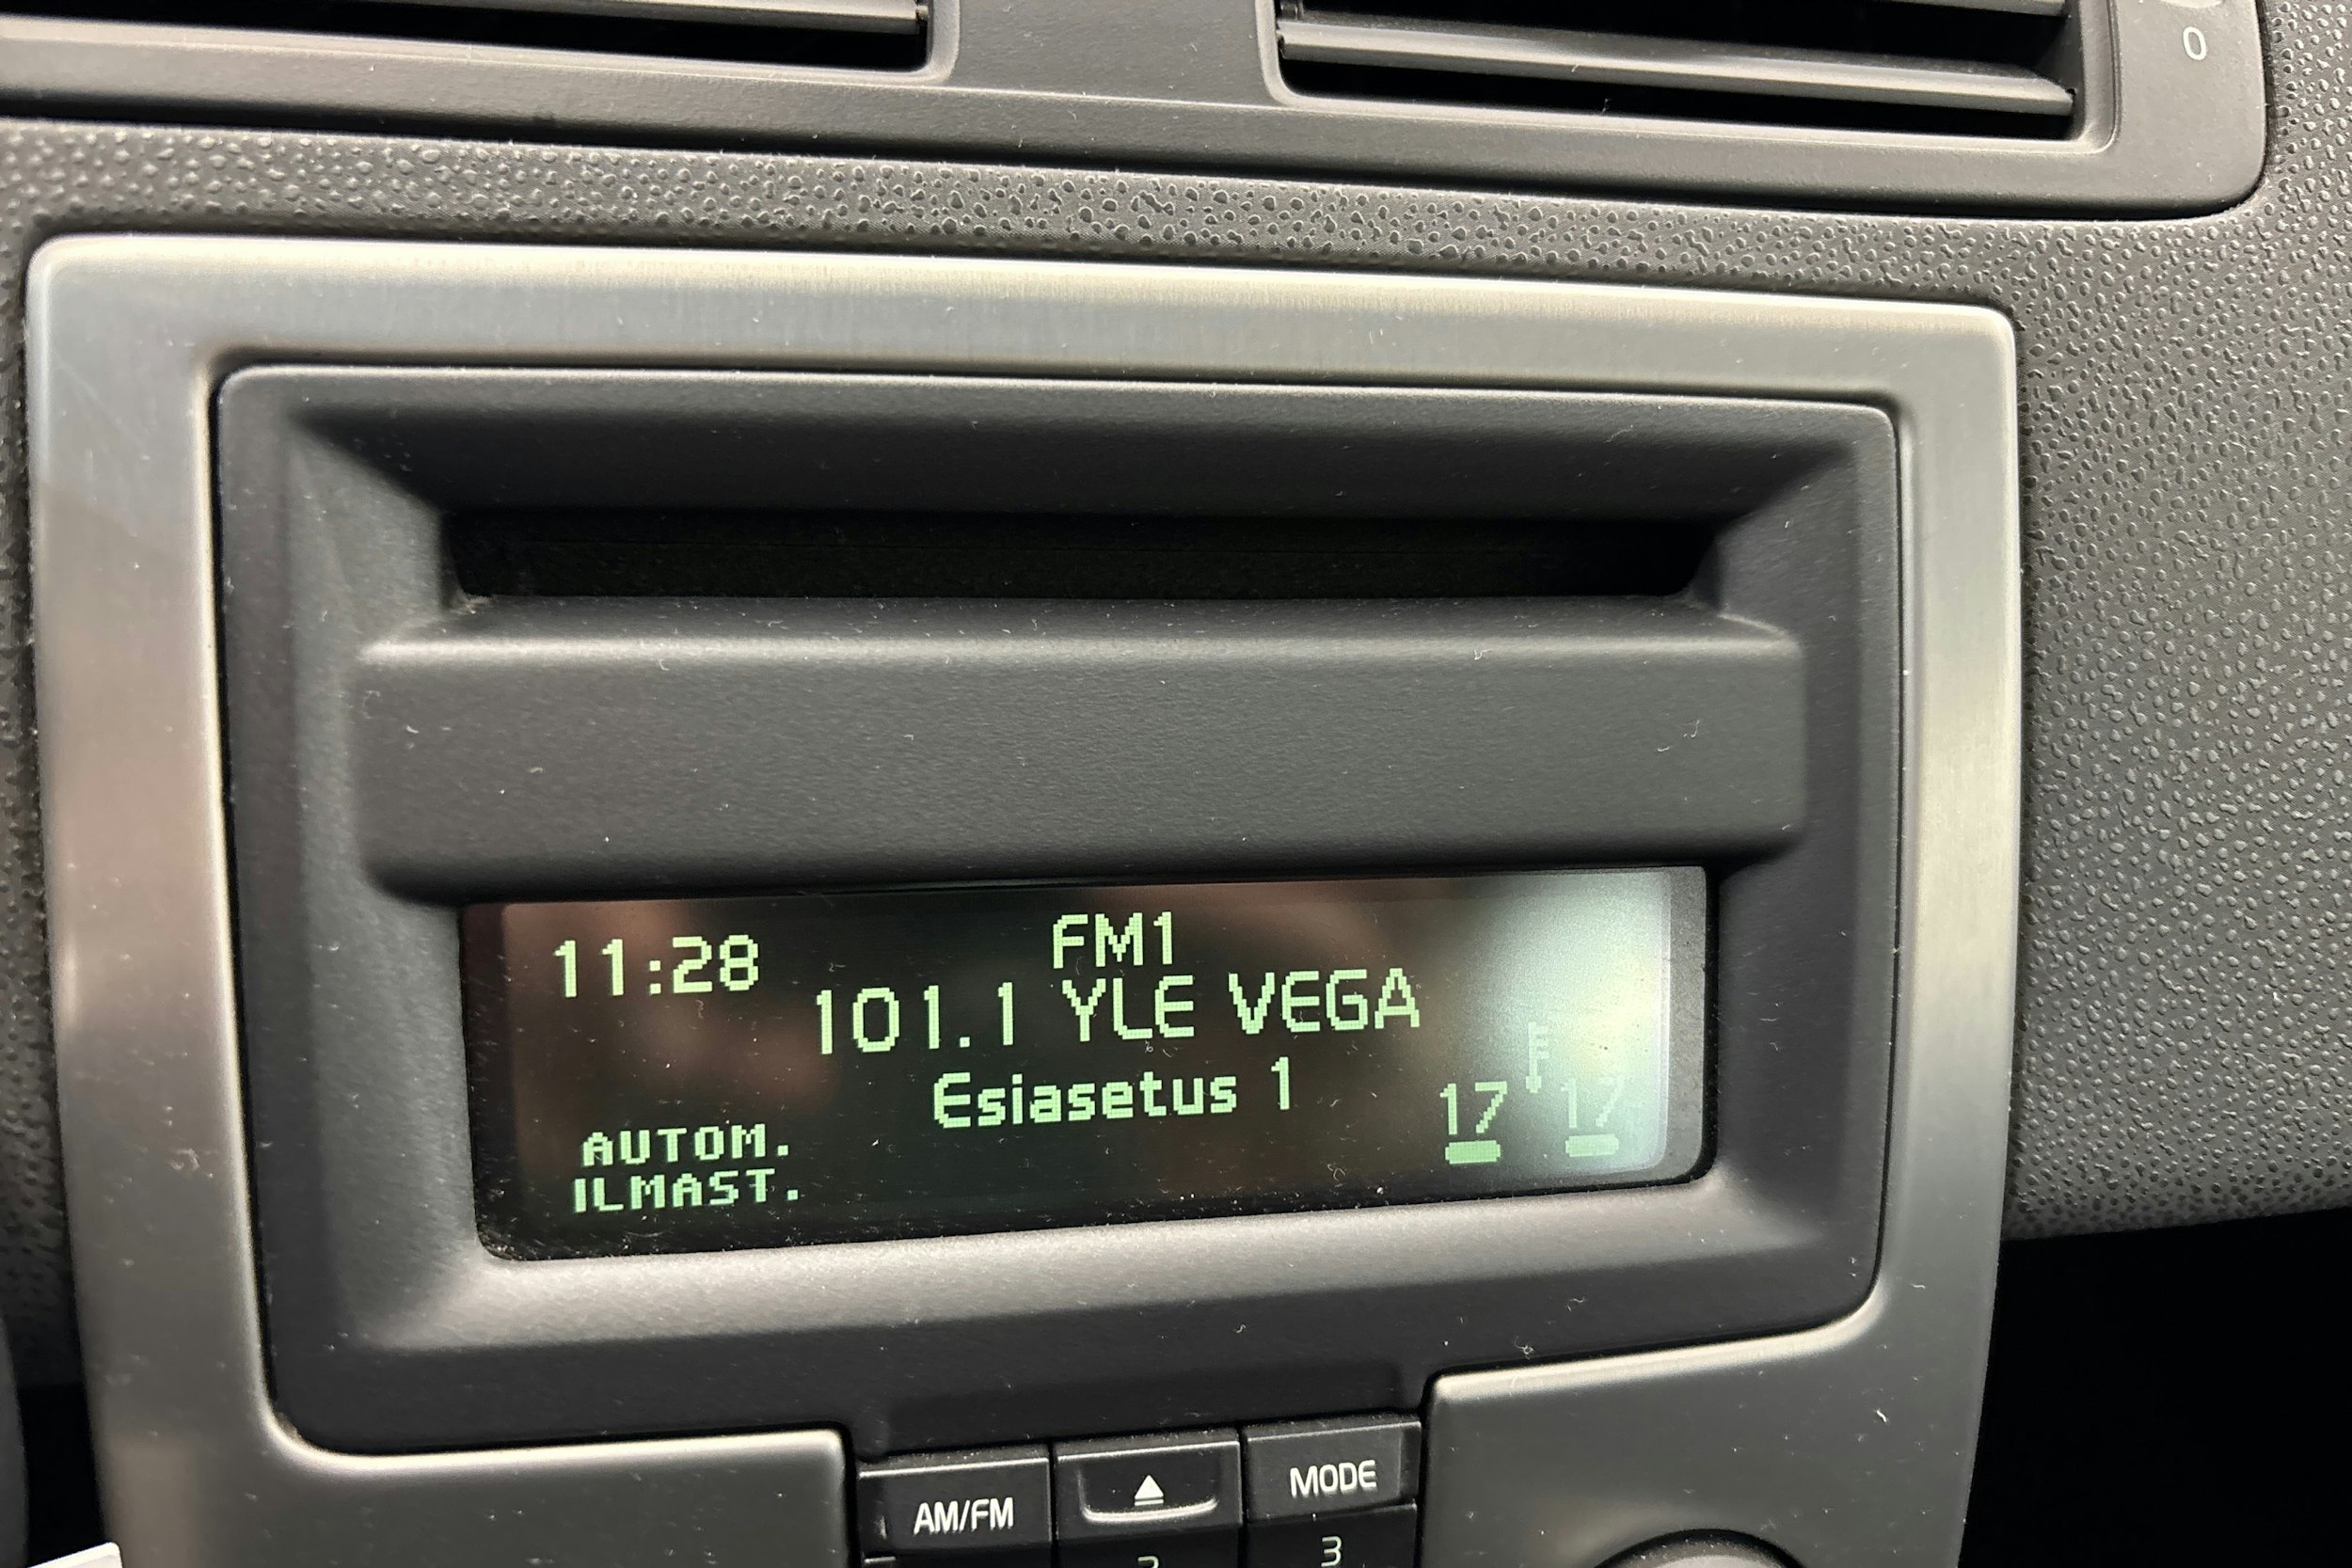 0
11:28
FM1
101.1 YLE VEGA
Esiasetus 1
17 17
AUTOM.
ILMAST.
AM/FM
MODE
3